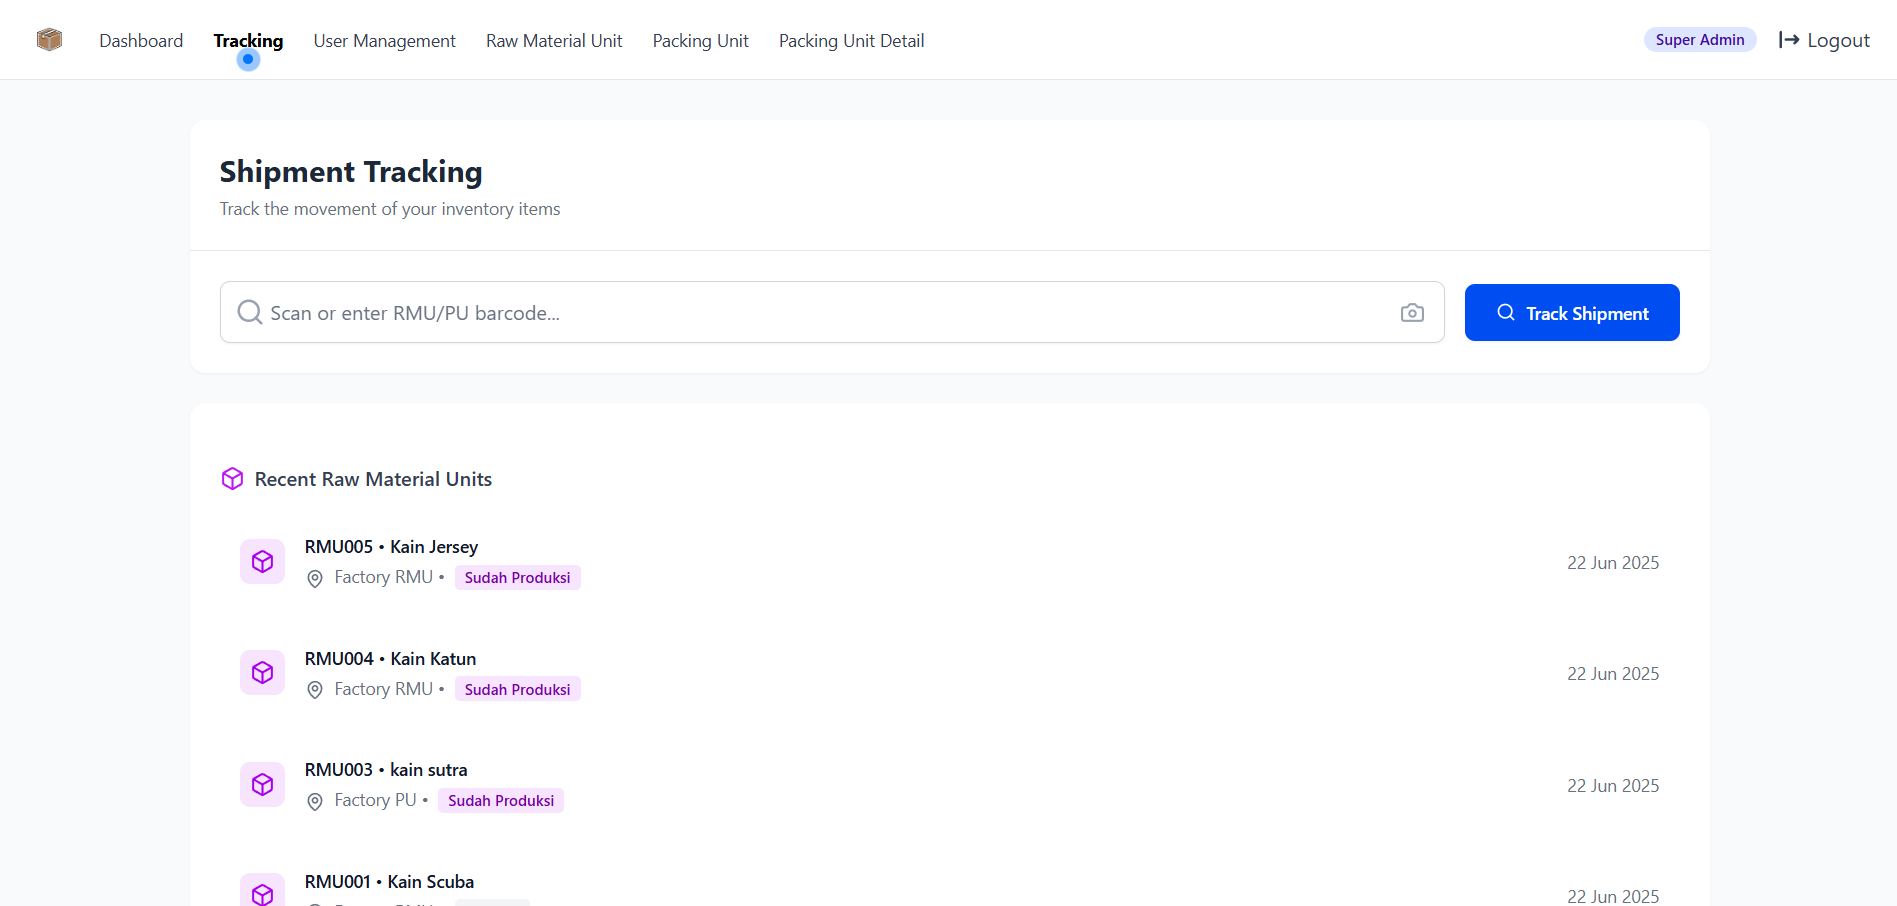 Dashboard Tracking User Management Raw Material Unit Packing Unit Packing Unit Detail Super Admin Logout
Shipment Tracking
Track the movement of your inventory items
Scan or enter RMU/PU barcode... Track Shipment
Recent Raw Material Units
RMU005 • Kain Jersey
Factory RMU • Sudah Produksi
22 Jun 2025
RMU004 • Kain Katun
Factory RMU • Sudah Produksi
22 Jun 2025
RMU003 • kain sutra
Factory PU • Sudah Produksi
22 Jun 2025
RMU001 • Kain Scuba
22 Jun 2025